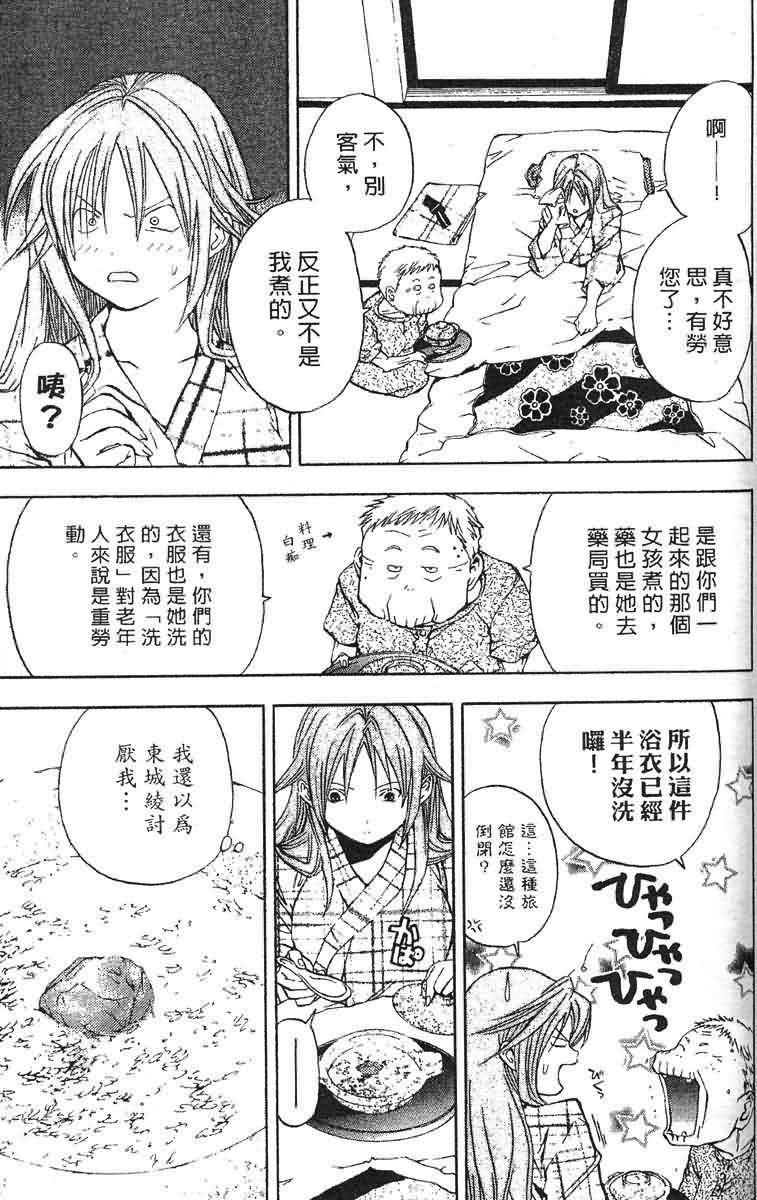 啊——！
真不好意
思，有勞
您了…
不，別
客氣，
反正又不是
我煮的。
咦？
是跟你們一
起來的那個
女孩煮的，
藥也是她去
藥局買的。
料理
白痴
還有，你們的
衣服也是她洗
的，因為「洗
衣服」對老年
人來說是重勞
動。
所以這件
浴衣已經
半年沒洗
囉！
ひゃっ
ひゃっ
ひゃっ
這…這種旅
館怎麼還沒
倒閉？
びくっ
かぱっ
我還以為
東城綾討
厭我…